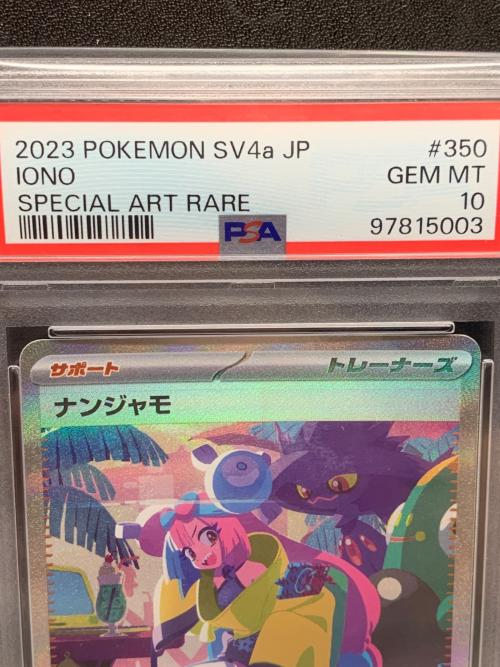 2023 POKEMON SV4a JP #350
IONO GEM MT
SPECIAL ART RARE 10
PSA 97815003
サポート トレーナーズ
ナンジャモ